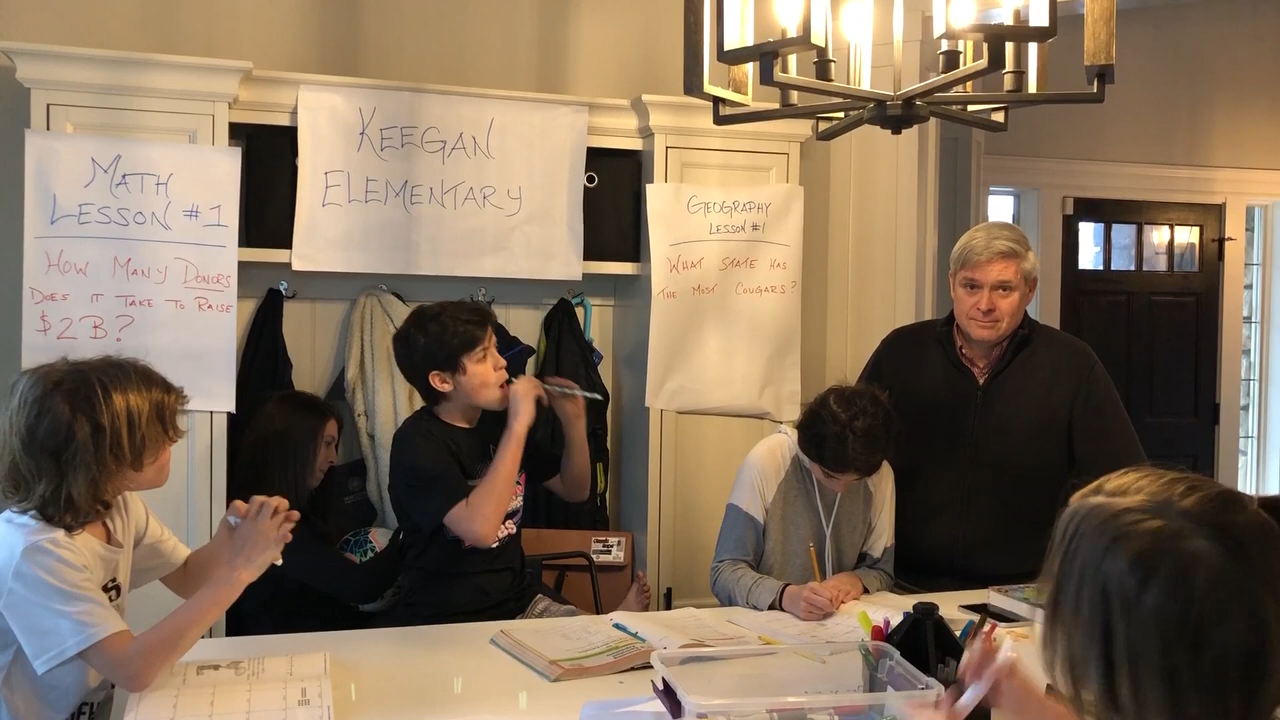 MATH
LESSON #1
HOW MANY DONORS
DOES IT TAKE TO RAISE
$2B?
KEEGAN
ELEMENTARY
GEOGRAPHY
LESSON #1
WHAT STATE HAS
THE MOST COUGARS?